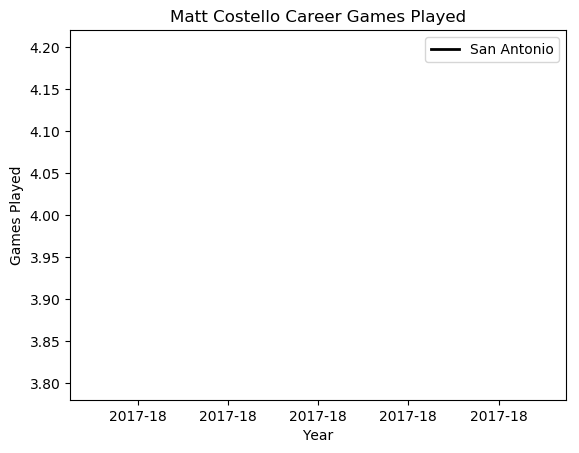 Matt Costello Career Games Played
San Antonio
4.20
4.15
4.10
4.05
4.00
3.95
3.90
3.85
3.80
Games Played
2017-18 2017-18 2017-18 2017-18 2017-18
Year